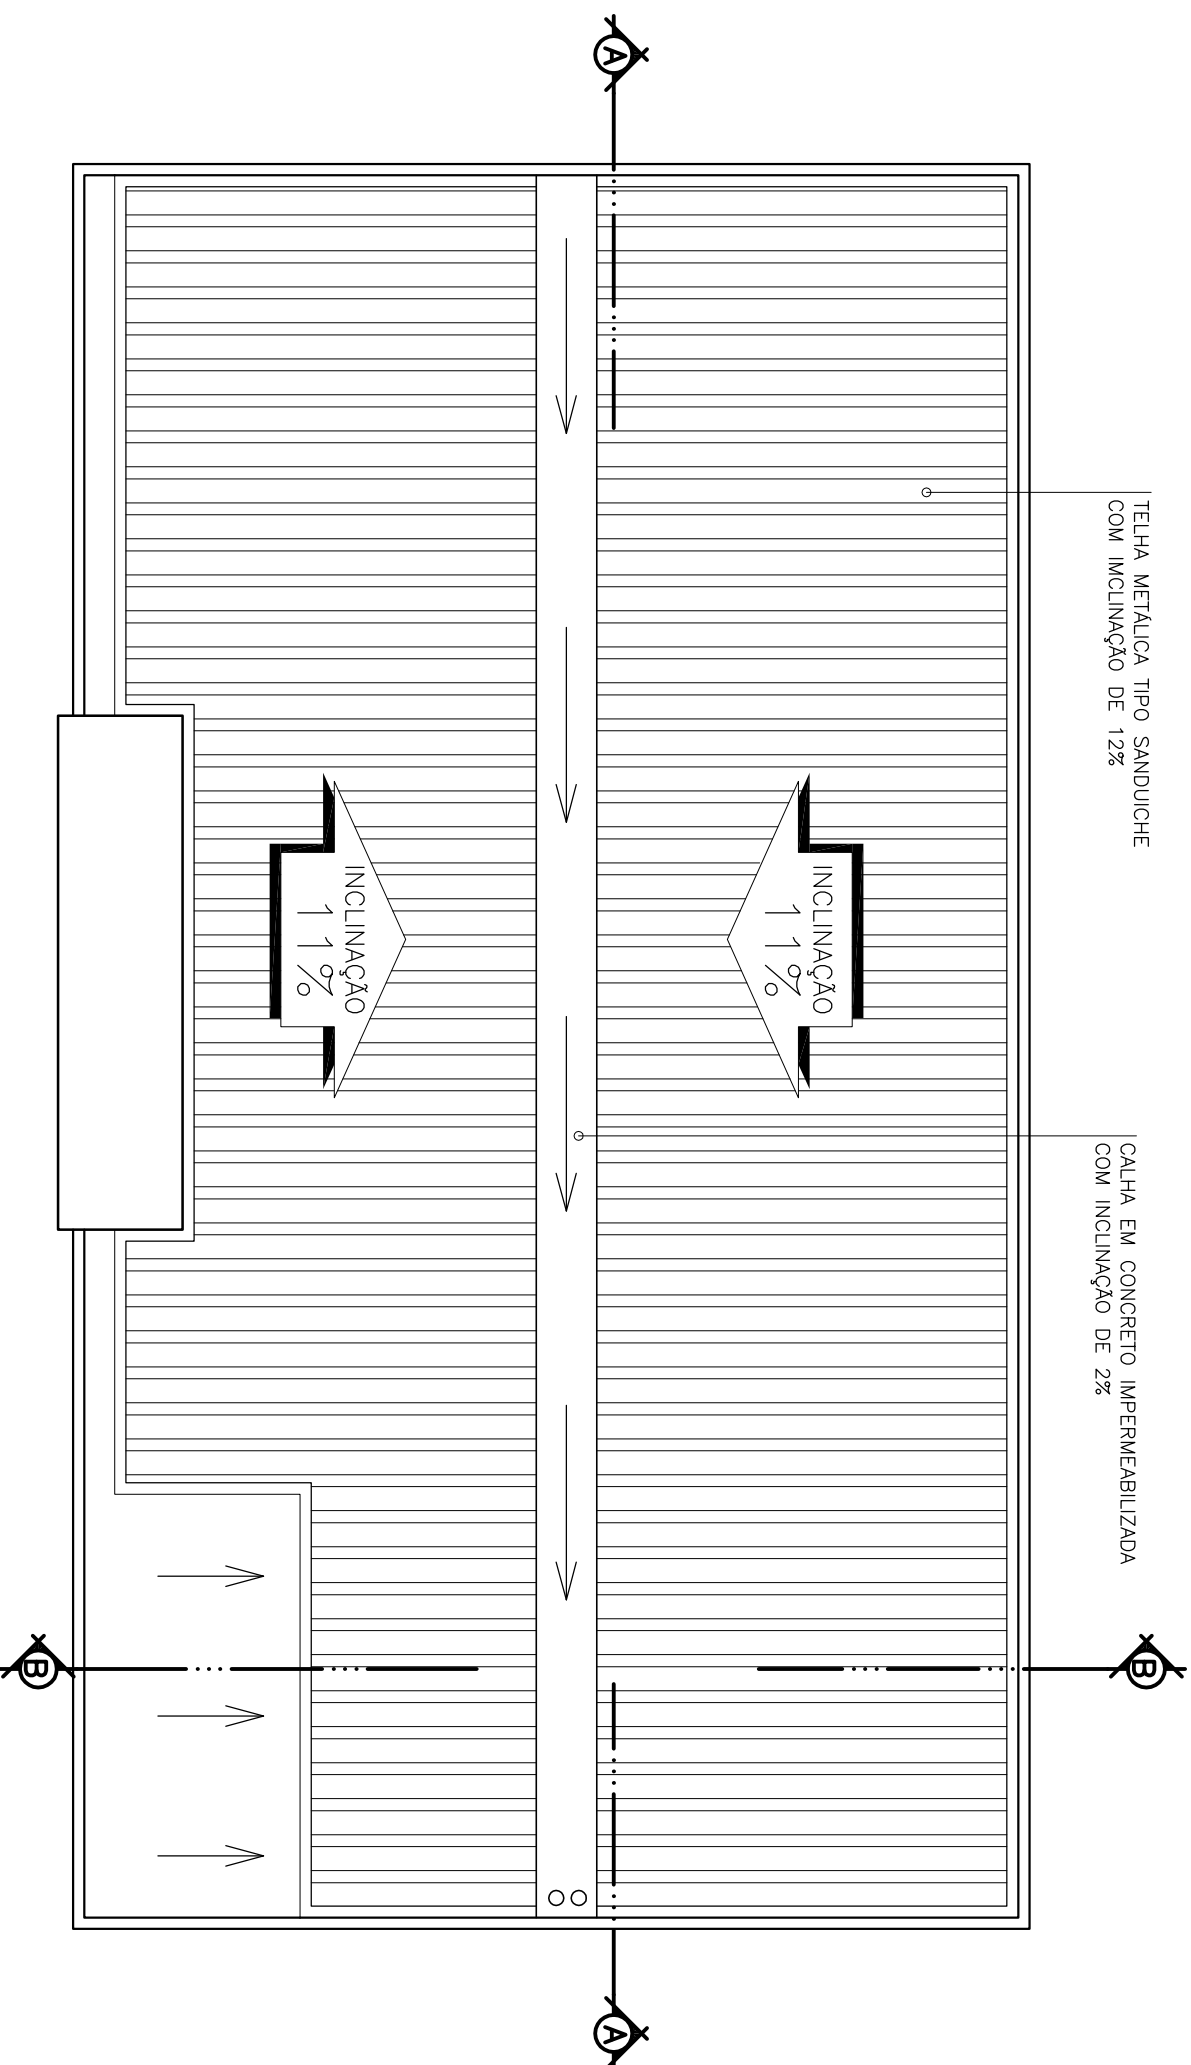 TELHA METÁLICA TIPO SANDUICHE
COM IMCLINAÇÃO DE 12%
CALHA EM CONCRETO IMPERMEABILIZADA
COM INCLINAÇÃO DE 2%
INCLINAÇÃO
11%
INCLINAÇÃO
11%
A
A
B
B